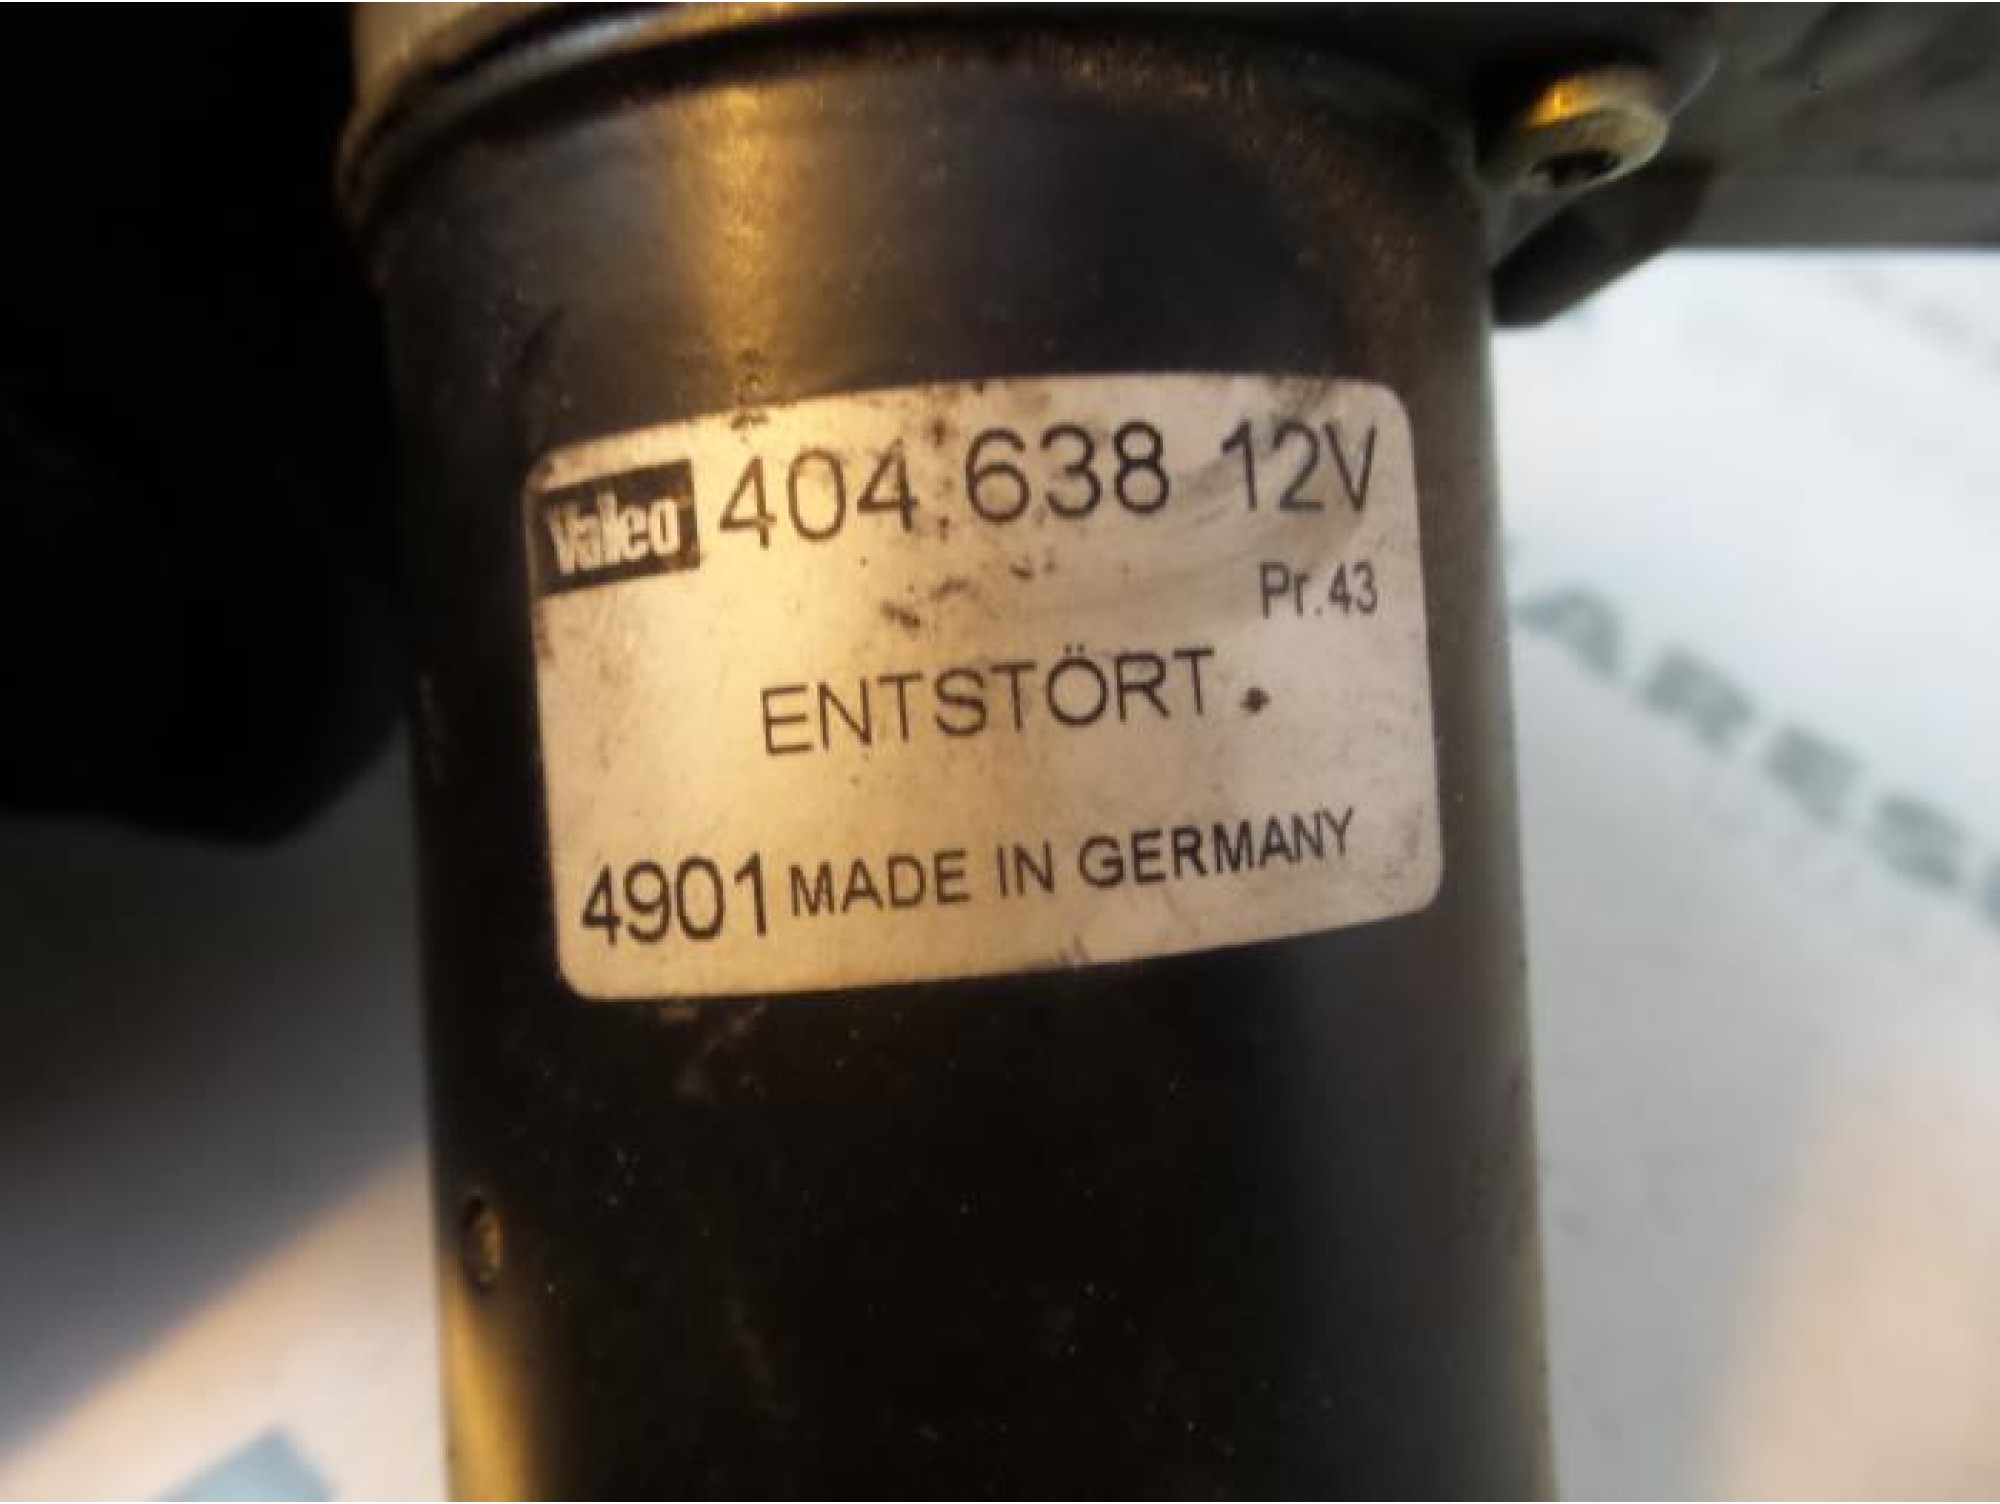 Valeo 404.638 12V
Pr.43
ENTSTÖRT.
4901 MADE IN GERMANY